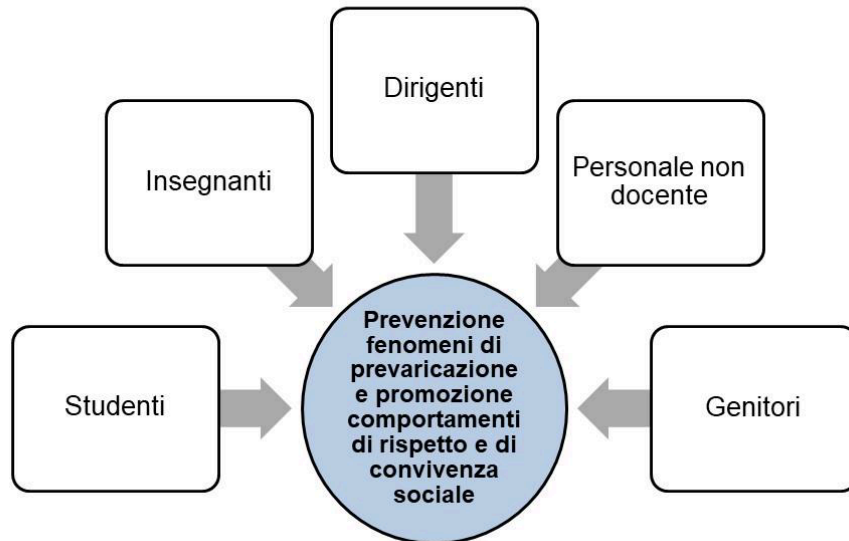 Dirigenti
Insegnanti
Personale non
docente
Studenti
Prevenzione
fenomeni di
prevaricazione
e promozione
comportamenti
di rispetto e di
convivenza
sociale
Genitori